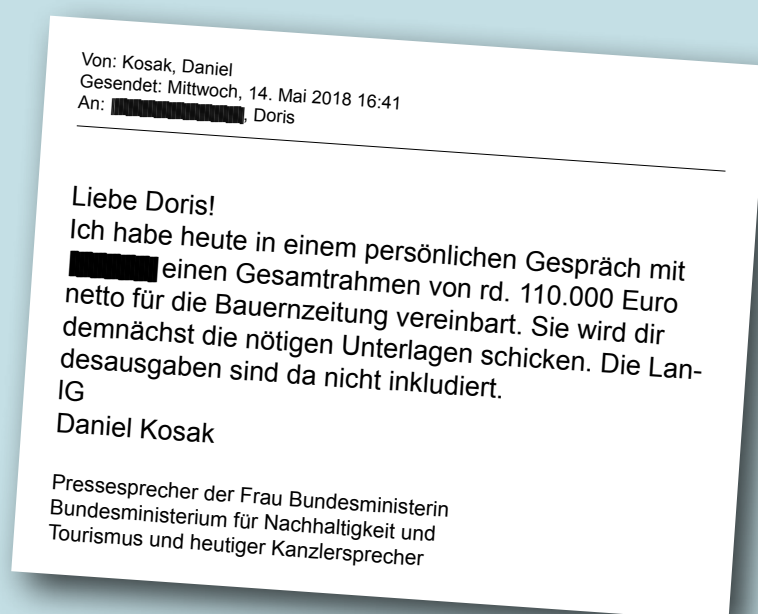 Von: Kosak, Daniel
Gesendet: Mittwoch, 14. Mai 2018 16:41
An: , Doris
Liebe Doris!
Ich habe heute in einem persönlichen Gespräch mit
einen Gesamtrahmen von rd. 110.000 Euro
netto für die Bauernzeitung vereinbart. Sie wird dir
demnächst die nötigen Unterlagen schicken. Die Lan-
desausgaben sind da nicht inkludiert.
lG
Daniel Kosak
Pressesprecher der Frau Bundesministerin
Bundesministerium für Nachhaltigkeit und
Tourismus und heutiger Kanzlersprecher